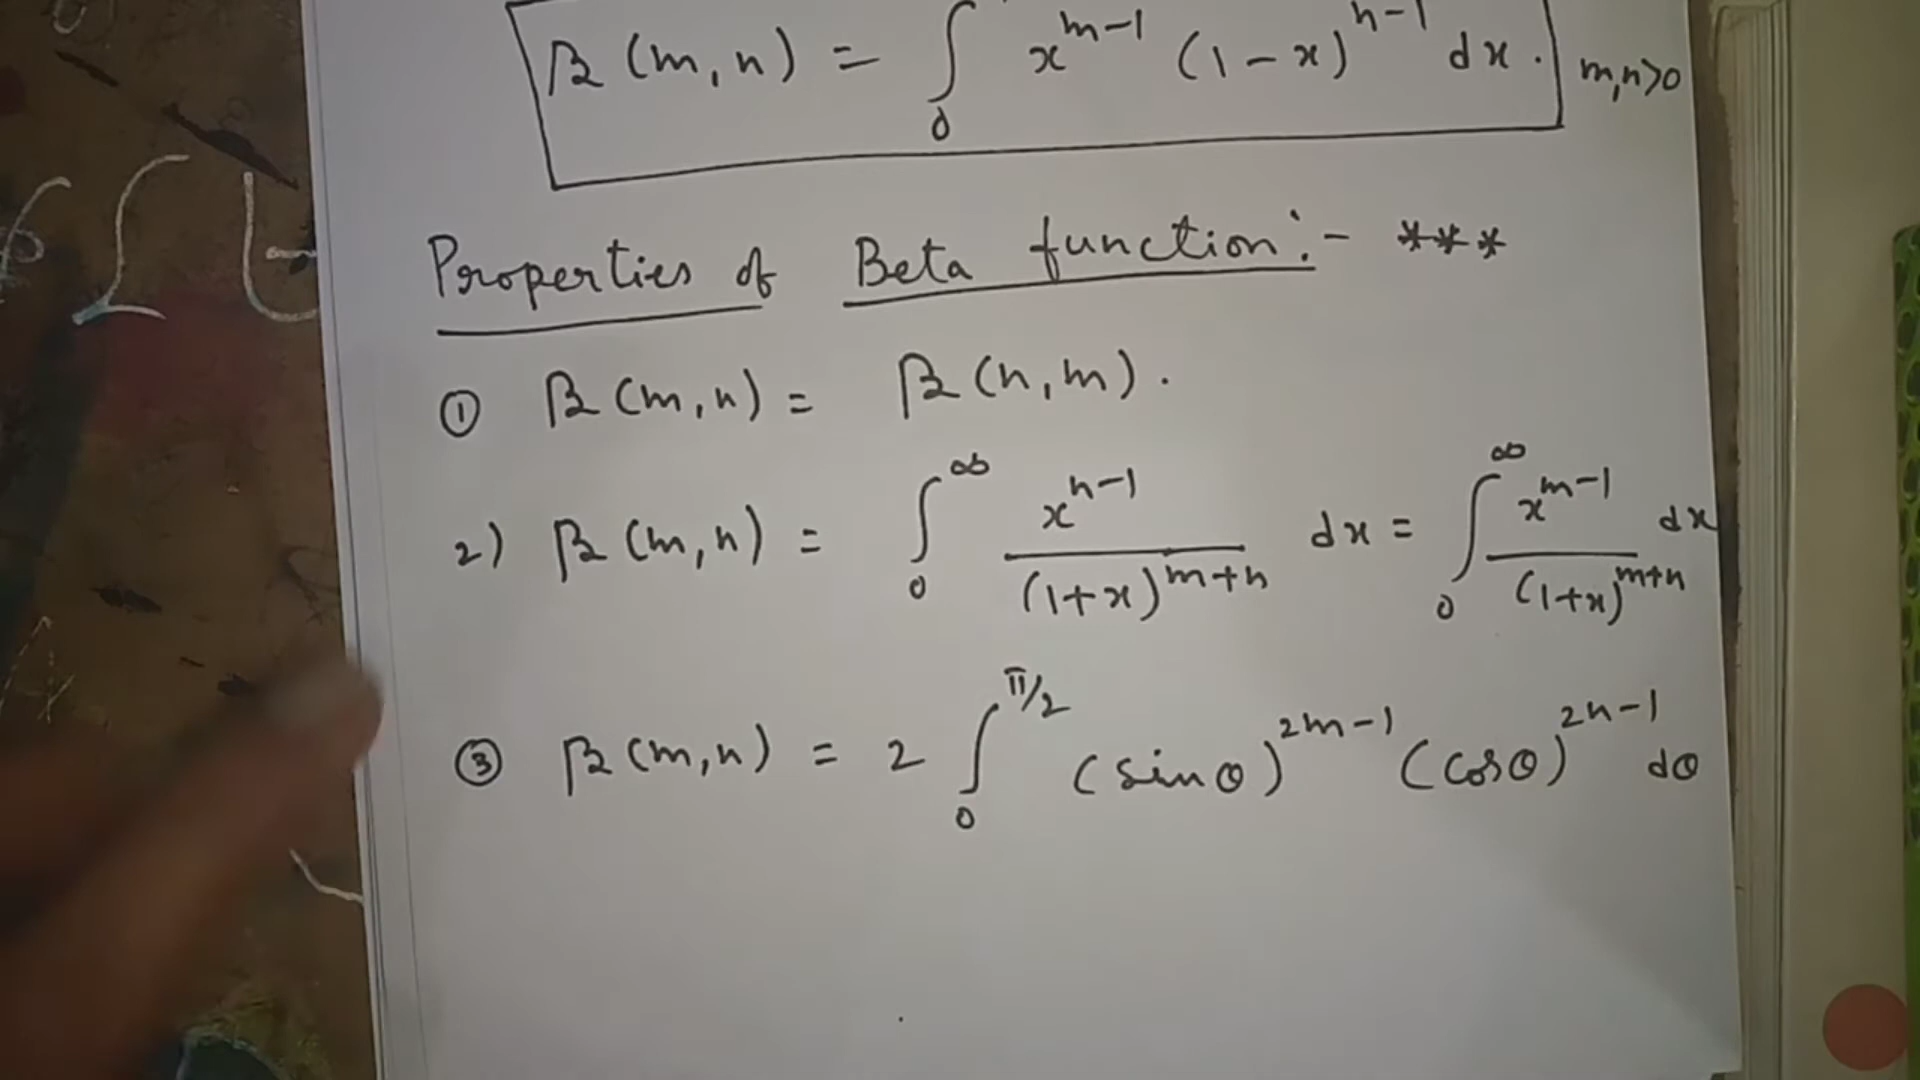 β(m,n) = ∫₀ x^{m-1} (1-x)^{n-1} dx. m,n>0
Properties of Beta function:- ***
① β(m,n) = β(n,m).
2) β(m,n) = ∫₀^∞ x^{n-1}/(1+x)^{m+n} dx = ∫₀^∞ x^{m-1}/(1+x)^{m+n} dx
③ β(m,n) = 2 ∫₀^{π/2} (sinθ)^{2m-1} (cosθ)^{2n-1} dθ